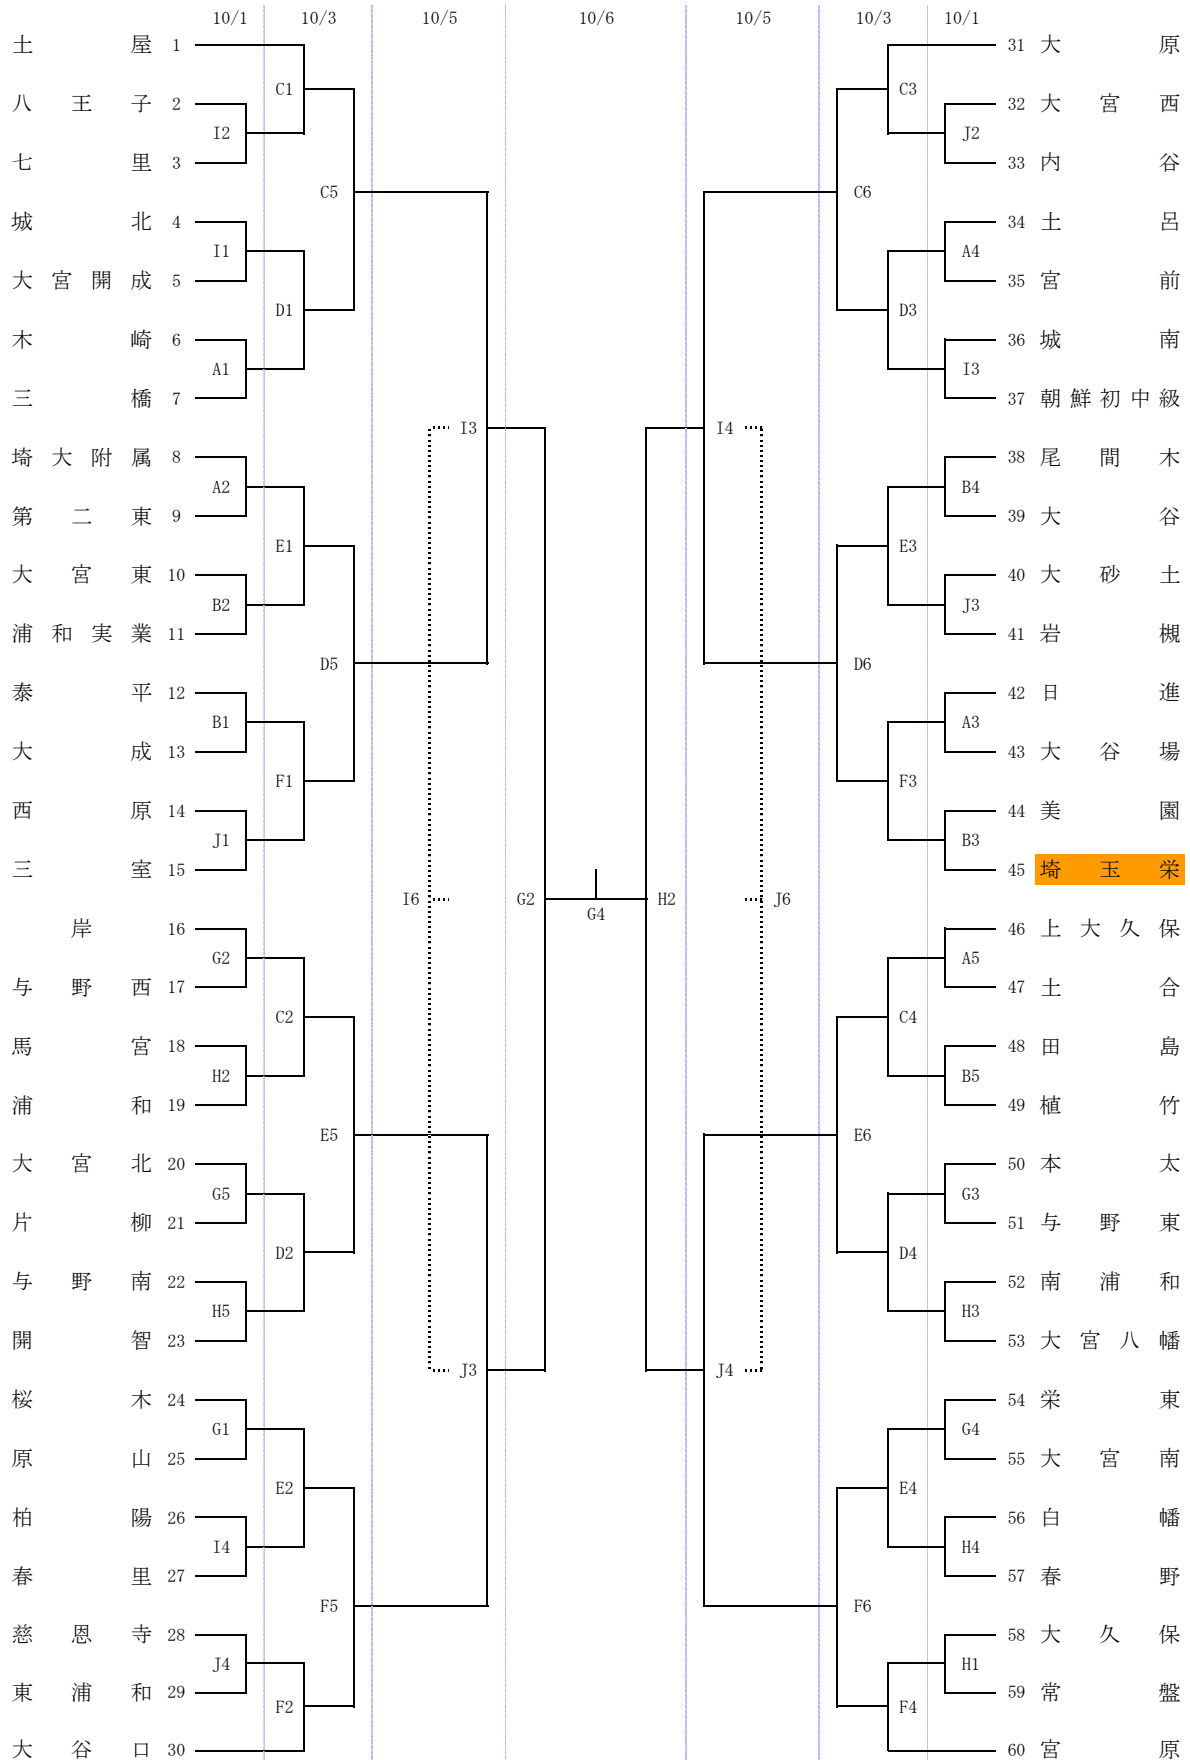 10/1 10/3 10/5 10/6 10/5 10/3 10/1
土屋 1
C1
八王子 2
I2
七里 3
C5
城北 4
I1
大宮開成 5
D1
木崎 6
A1
三橋 7
I3
埼大附属 8
A2
第二東 9
E1
大宮東 10
B2
浦和実業 11
D5
泰平 12
B1
大成 13
F1
西原 14
J1
三室 15
I6
G2
岸 16
G2
与野西 17
C2
馬宮 18
H2
浦和 19
E5
大宮北 20
G5
片柳 21
D2
与野南 22
H5
開智 23
J3
桜木 24
G1
原山 25
E2
柏陽 26
I4
春里 27
F5
慈恩寺 28
J4
東浦和 29
F2
大谷口 30
G4
31 大原
C3
32 大宮西
J2
33 内谷
C6
34 土呂
A4
35 宮前
D3
36 城南
I3
37 朝鮮初中級
I4
38 尾間木
B4
39 大谷
E3
40 大砂土
J3
41 岩槻
D6
42 日進
A3
43 大谷場
F3
44 美園
B3
45 埼玉栄
H2
J6
46 上大久保
A5
47 土合
C4
48 田島
B5
49 植竹
E6
50 本太
G3
51 与野東
D4
52 南浦和
H3
53 大宮八幡
J4
54 栄東
G4
55 大宮南
E4
56 白幡
H4
57 春野
F6
58 大久保
H1
59 常盤
F4
60 宮原